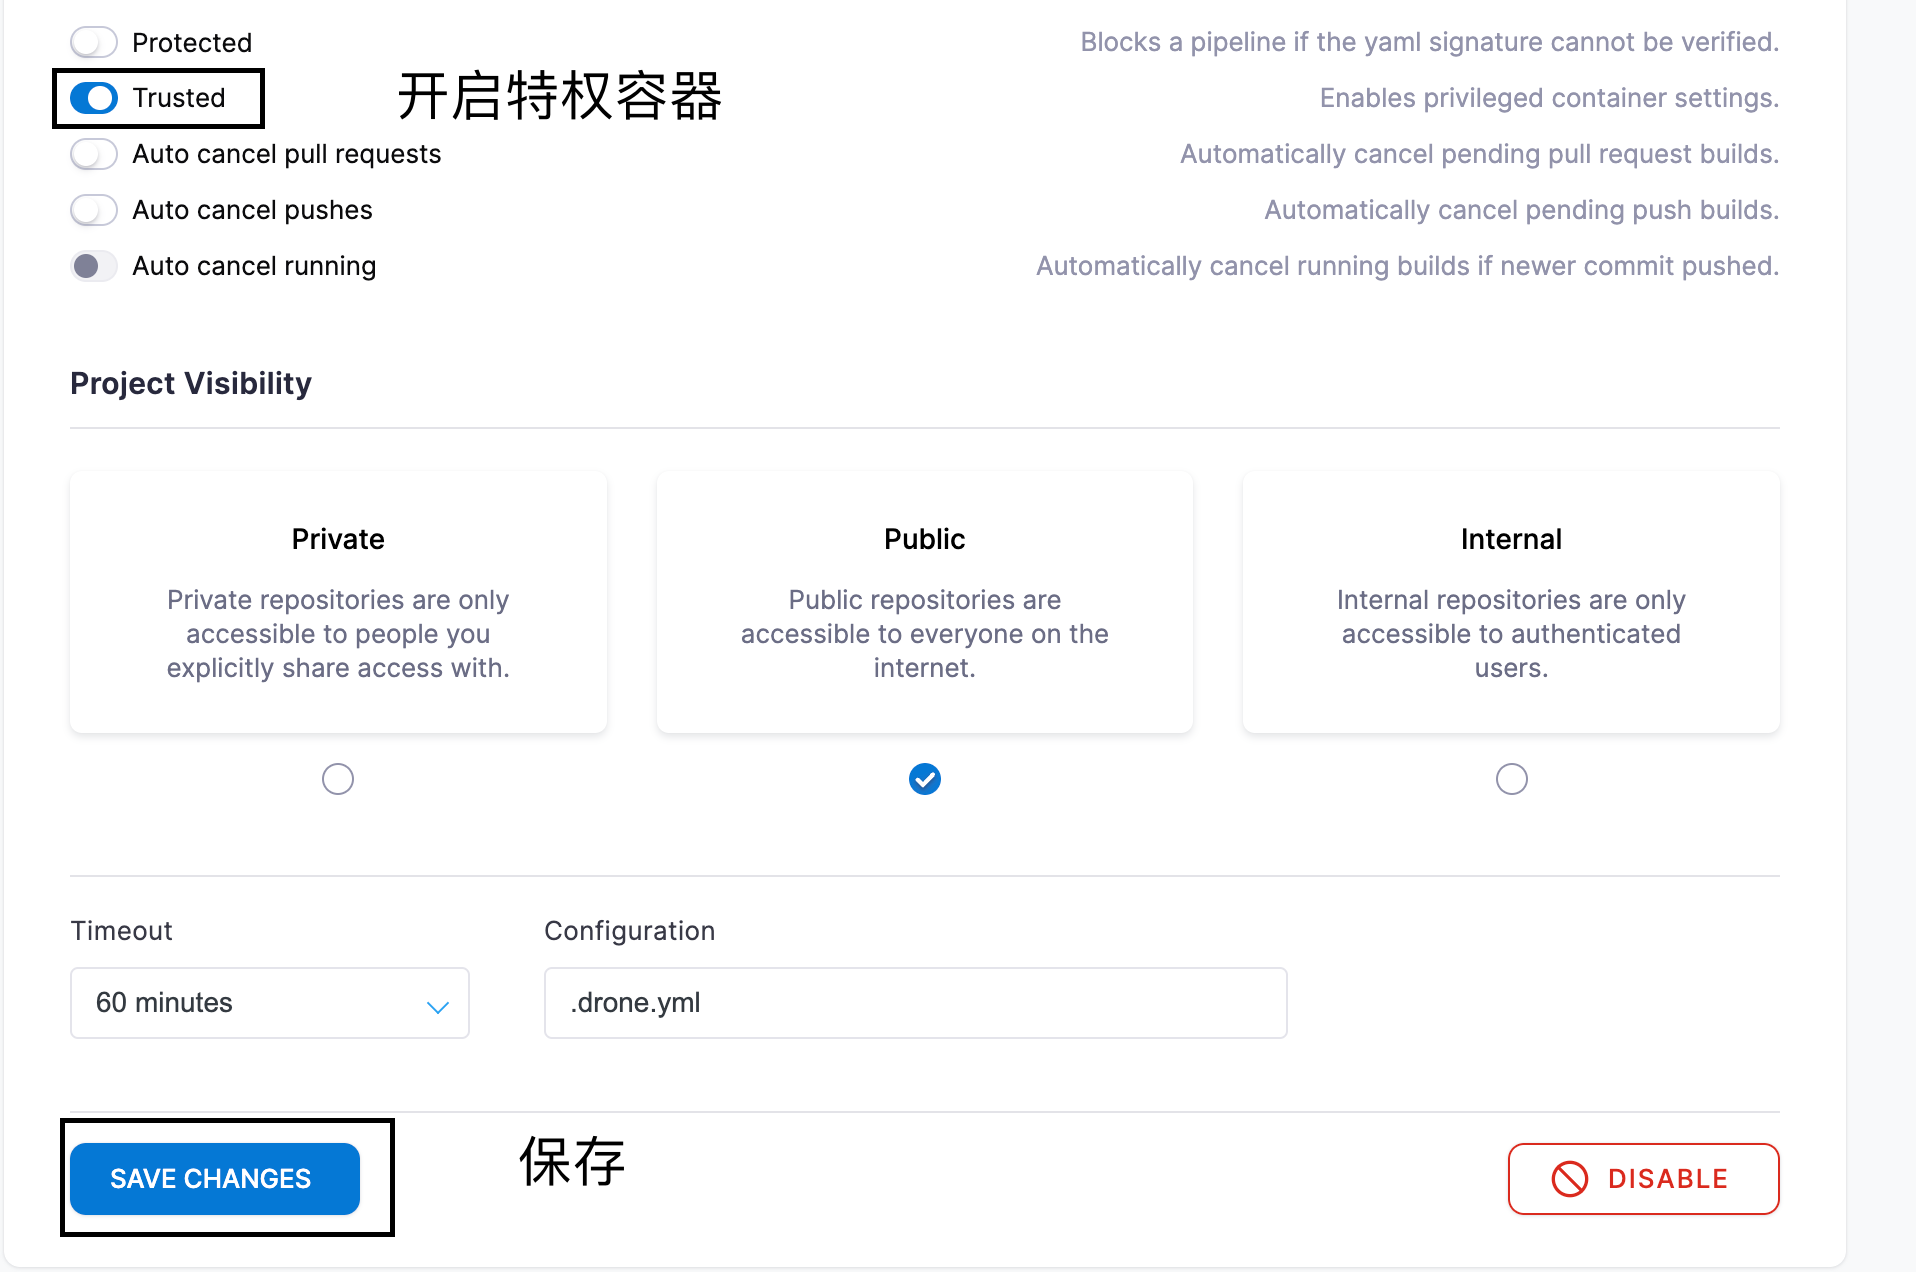 Protected
Blocks a pipeline if the yaml signature cannot be verified.
Trusted
开启特权容器
Enables privileged container settings.
Auto cancel pull requests
Automatically cancel pending pull request builds.
Auto cancel pushes
Automatically cancel pending push builds.
Auto cancel running
Automatically cancel running builds if newer commit pushed.
Project Visibility
Private
Private repositories are only
accessible to people you
explicitly share access with.
Public
Public repositories are
accessible to everyone on the
internet.
Internal
Internal repositories are only
accessible to authenticated
users.
Timeout
60 minutes
Configuration
.drone.yml
SAVE CHANGES
保存
DISABLE